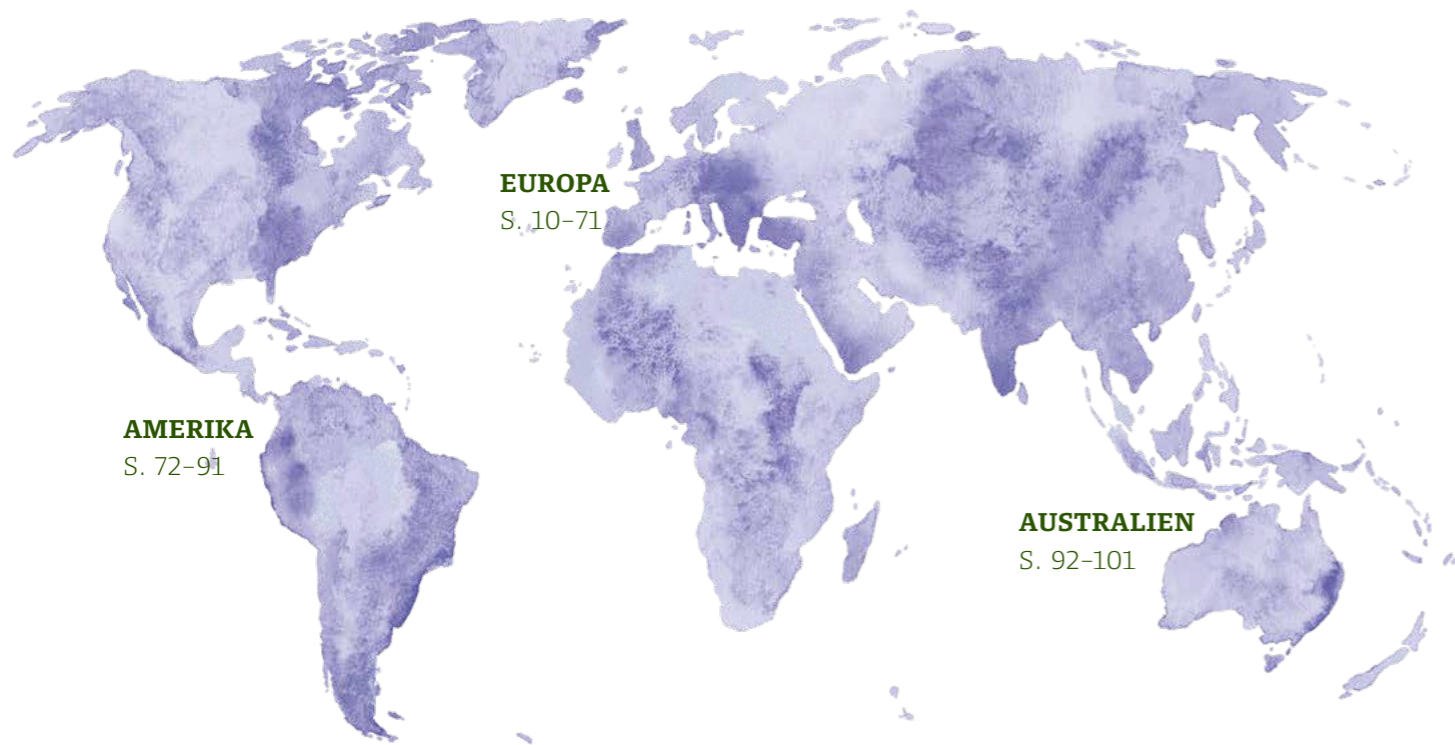 EUROPA
S. 10–71
AMERIKA
S. 72–91
AUSTRALIEN
S. 92–101